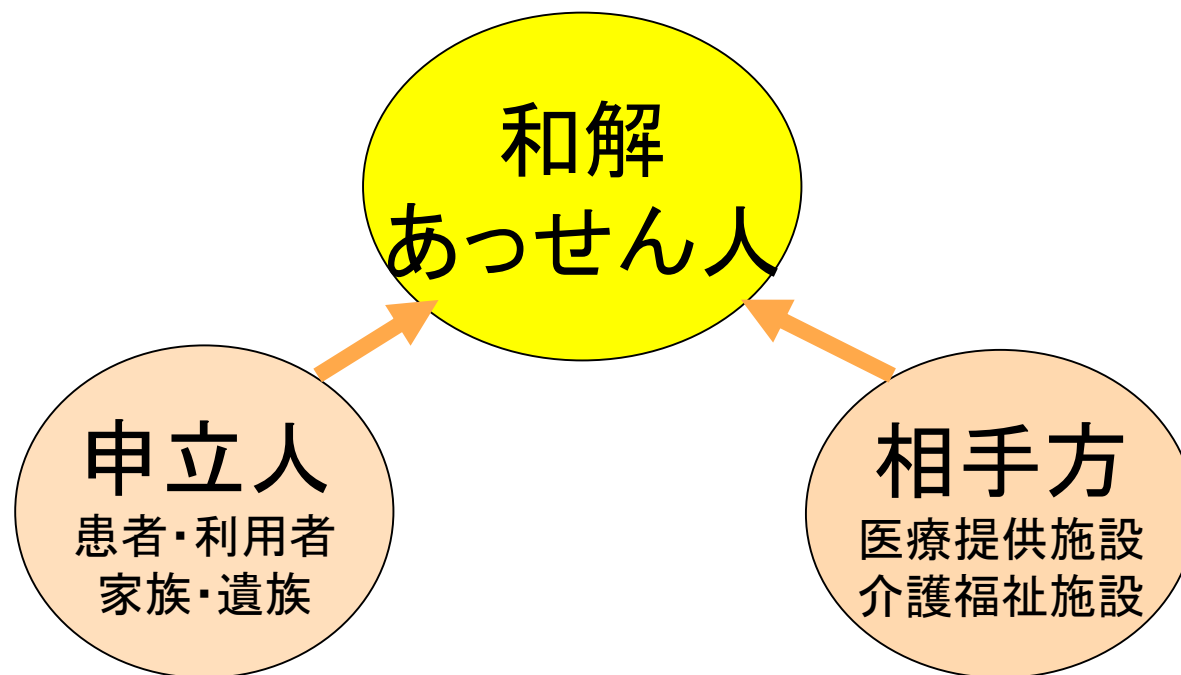 和解
あっせん人
申立人
患者・利用者
家族・遺族
相手方
医療提供施設
介護福祉施設